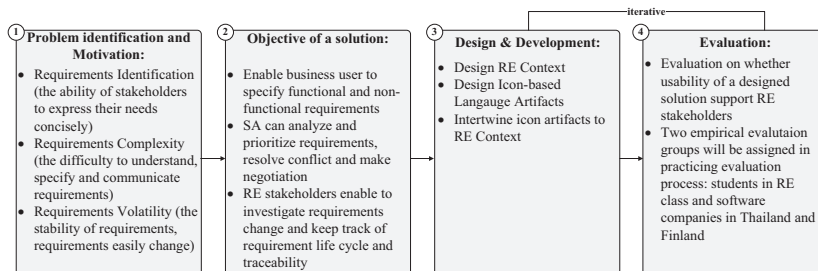 iterative
1
Problem identification and
Motivation:
● Requirements Identification
(the ability of stakeholders
to express their needs
concisely)
● Requirements Complexity
(the difficulty to understand,
specify and communicate
requirements)
● Requirements Volatility (the
stability of requirements,
requirements easily change)
2
Objective of a solution:
● Enable business user to
specify functional and non-
functional requirements
● SA can analyze and
prioritize requirements,
resolve conflict and make
negotiation
● RE stakeholders enable to
investigate requirements
change and keep track of
requirement life cycle and
traceability
3
Design & Development:
● Design RE Context
● Design Icon-based
Langauge Artifacts
● Intertwine icon artifacts to
RE Context
4
Evaluation:
● Evaluation on whether
usability of a designed
solution support RE
stakeholders
● Two empirical evalutaion
groups will be assigned in
practicing evaluation
process: students in RE
class and software
companies in Thailand and
Finland